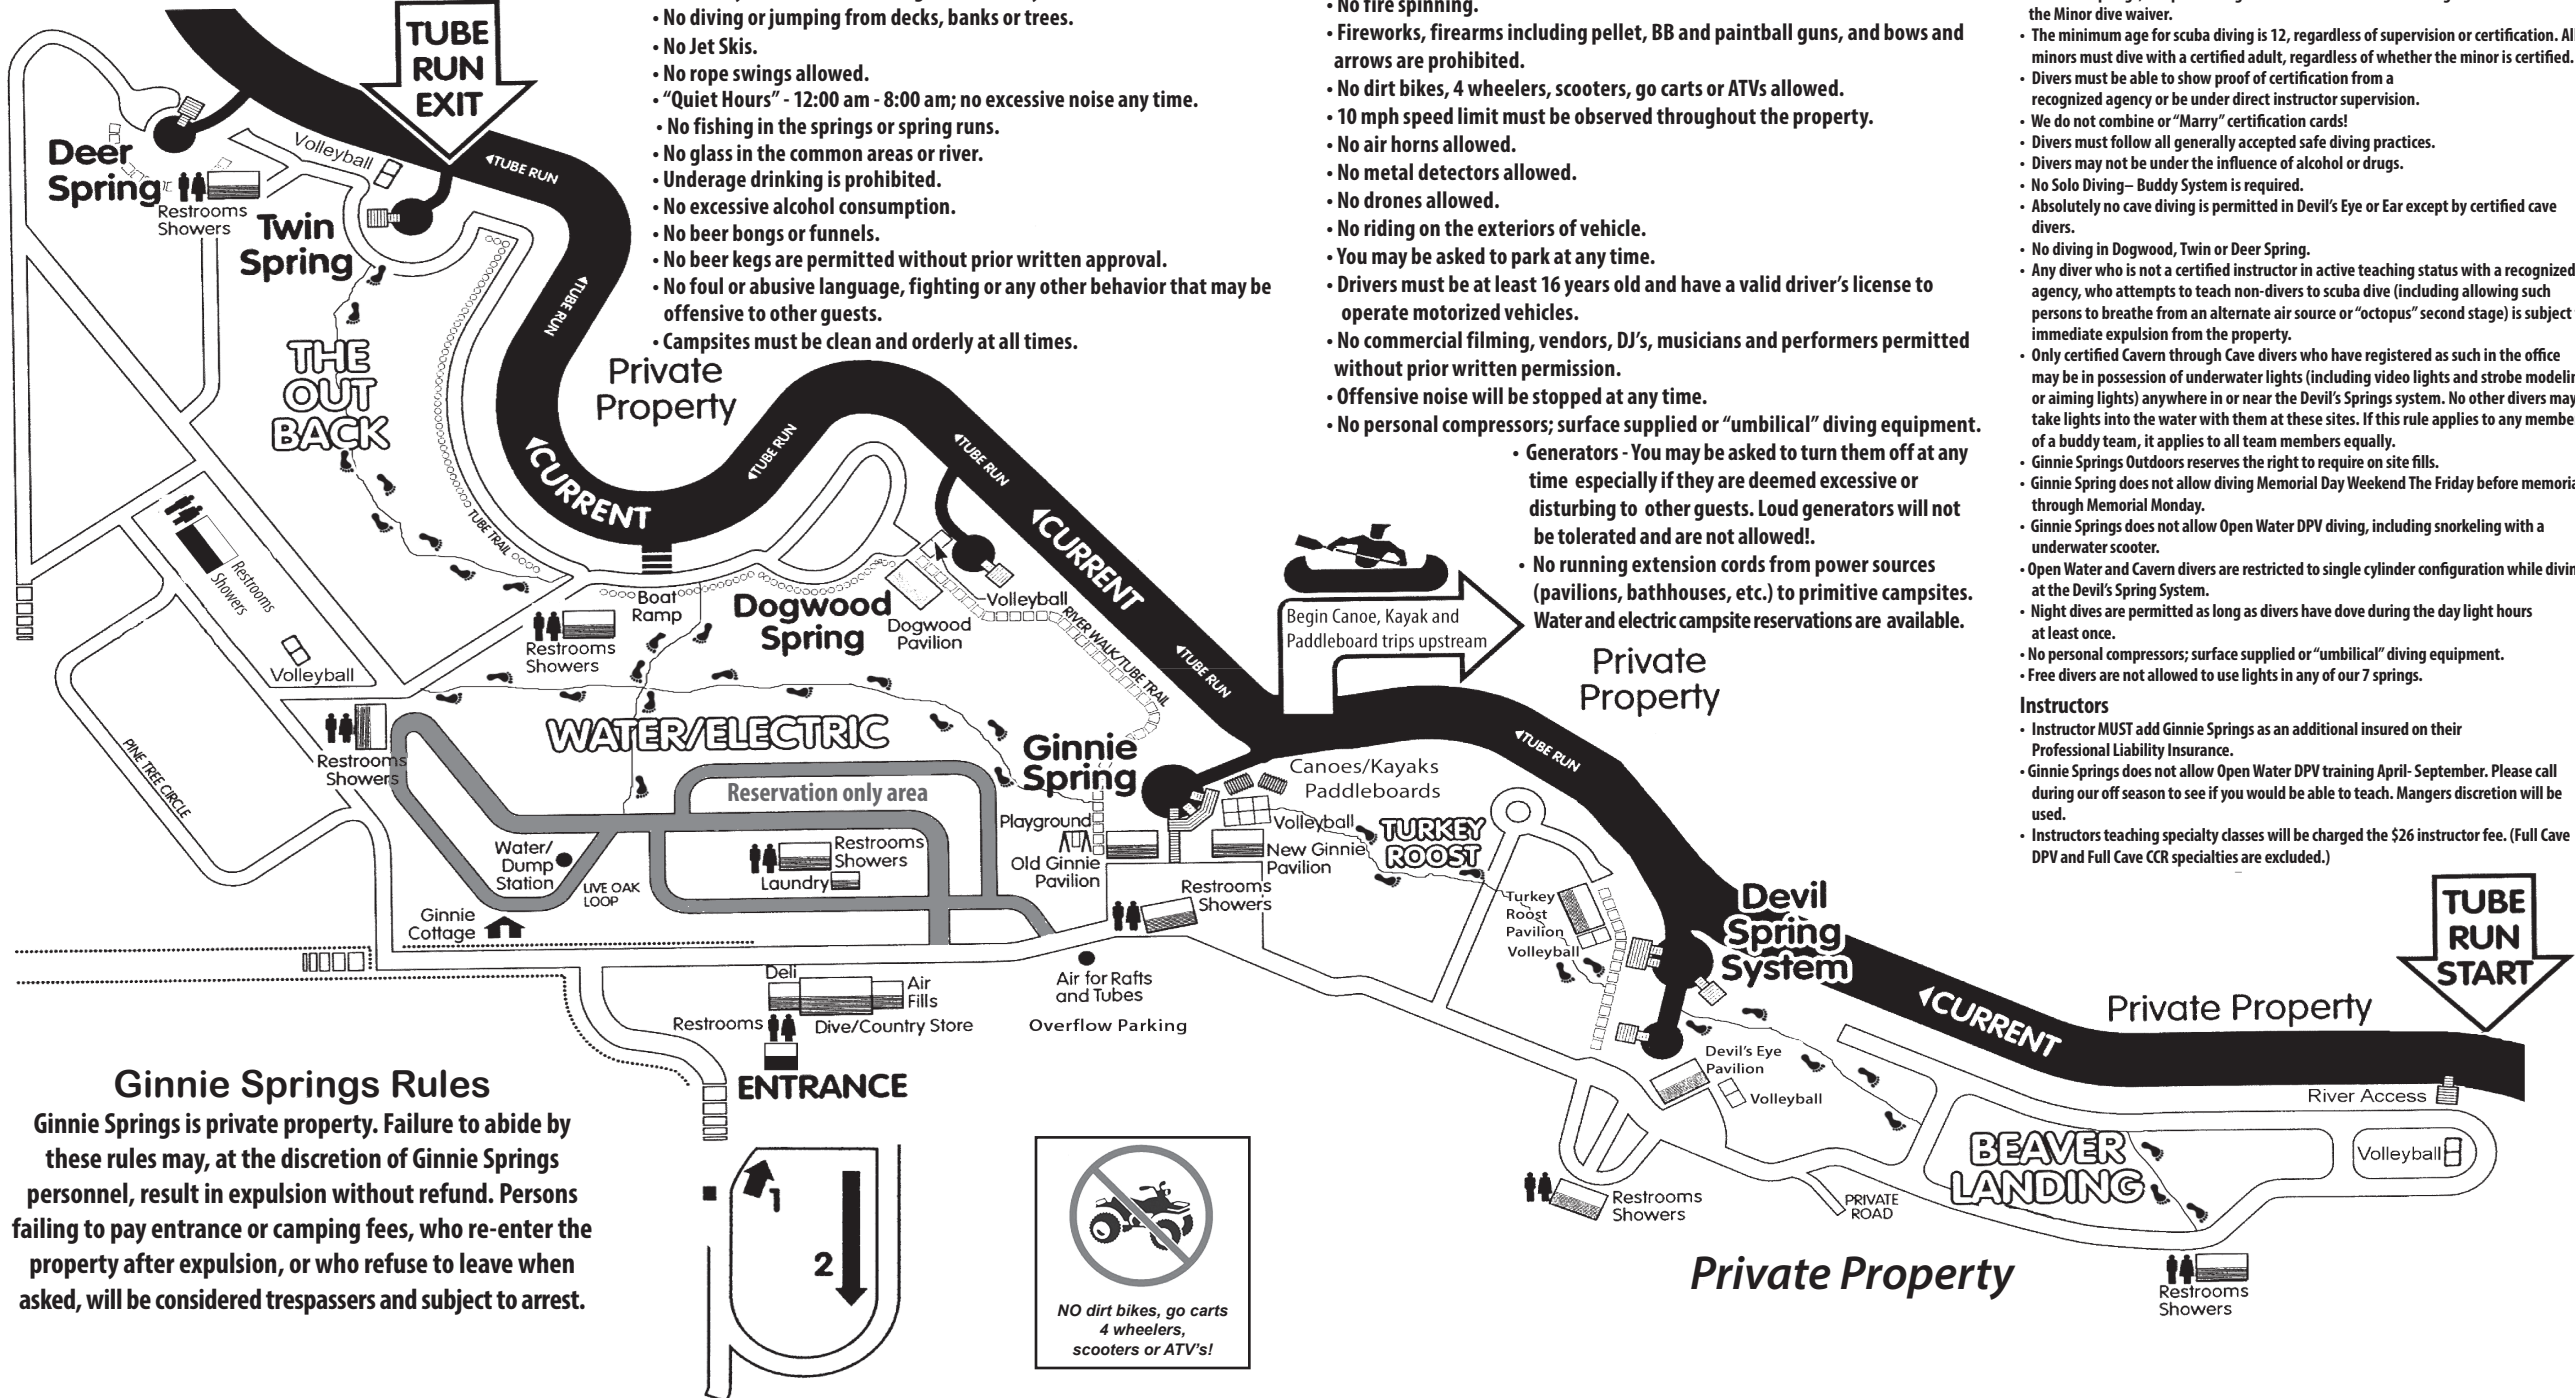 TUBE
RUN
EXIT
• No diving or jumping from decks, banks or trees.
• No Jet Skis.
• No rope swings allowed.
• “Quiet Hours” - 12:00 am - 8:00 am; no excessive noise any time.
• No fishing in the springs or spring runs.
• No glass in the common areas or river.
• Underage drinking is prohibited.
• No excessive alcohol consumption.
• No beer bongs or funnels.
• No beer kegs are permitted without prior written approval.
• No foul or abusive language, fighting or any other behavior that may be
offensive to other guests.
• Campsites must be clean and orderly at all times.
• No fire spinning.
• Fireworks, firearms including pellet, BB and paintball guns, and bows and
arrows are prohibited.
• No dirt bikes, 4 wheelers, scooters, go carts or ATVs allowed.
• 10 mph speed limit must be observed throughout the property.
• No air horns allowed.
• No metal detectors allowed.
• No drones allowed.
• No riding on the exteriors of vehicle.
• You may be asked to park at any time.
• Drivers must be at least 16 years old and have a valid driver’s license to
operate motorized vehicles.
• No commercial filming, vendors, DJ’s, musicians and performers permitted
without prior written permission.
• Offensive noise will be stopped at any time.
• No personal compressors; surface supplied or “umbilical” diving equipment.
• Generators - You may be asked to turn them off at any
time especially if they are deemed excessive or
disturbing to other guests. Loud generators will not
be tolerated and are not allowed!.
• No running extension cords from power sources
(pavilions, bathhouses, etc.) to primitive campsites.
Water and electric campsite reservations are available.
the Minor dive waiver.
• The minimum age for scuba diving is 12, regardless of supervision or certification. All
minors must dive with a certified adult, regardless of whether the minor is certified.
• Divers must be able to show proof of certification from a
recognized agency or be under direct instructor supervision.
• We do not combine or “Marry” certification cards!
• Divers must follow all generally accepted safe diving practices.
• Divers may not be under the influence of alcohol or drugs.
• No Solo Diving– Buddy System is required.
• Absolutely no cave diving is permitted in Devil’s Eye or Ear except by certified cave
divers.
• No diving in Dogwood, Twin or Deer Spring.
• Any diver who is not a certified instructor in active teaching status with a recognized
agency, who attempts to teach non-divers to scuba dive (including allowing such
persons to breathe from an alternate air source or “octopus” second stage) is subject
immediate expulsion from the property.
• Only certified Cavern through Cave divers who have registered as such in the office
may be in possession of underwater lights (including video lights and strobe modelin
or aiming lights) anywhere in or near the Devil’s Springs system. No other divers may
take lights into the water with them at these sites. If this rule applies to any membe
of a buddy team, it applies to all team members equally.
• Ginnie Springs Outdoors reserves the right to require on site fills.
• Ginnie Spring does not allow diving Memorial Day Weekend The Friday before memoria
through Memorial Monday.
• Ginnie Springs does not allow Open Water DPV diving, including snorkeling with a
underwater scooter.
• Open Water and Cavern divers are restricted to single cylinder configuration while divin
at the Devil’s Spring System.
• Night dives are permitted as long as divers have dove during the day light hours
at least once.
• No personal compressors; surface supplied or “umbilical” diving equipment.
• Free divers are not allowed to use lights in any of our 7 springs.
Instructors
• Instructor MUST add Ginnie Springs as an additional insured on their
Professional Liability Insurance.
• Ginnie Springs does not allow Open Water DPV training April- September. Please call
during our off season to see if you would be able to teach. Mangers discretion will be
used.
• Instructors teaching specialty classes will be charged the $26 instructor fee. (Full Cave
DPV and Full Cave CCR specialties are excluded.)
Deer
Spring
Restrooms
Showers
Volleyball
Twin
Spring
TUBE RUN
TUBE RUN
THE
OUT
BACK
Private
Property
CURRENT
TUBE RUN
TUBE RUN
CURRENT
TUBE RUN
TUBE TRAIL
Restrooms
Showers
Volleyball
Restrooms
Showers
Boat
Ramp
Dogwood
Spring
Dogwood
Pavilion
Volleyball
RIVER WALK/TUBE TRAIL
Begin Canoe, Kayak and
Paddleboard trips upstream
Private
Property
TUBE RUN
WATER/ELECTRIC
Restrooms
Showers
PINE TREE CIRCLE
Reservation only area
Ginnie
Spring
Canoes/Kayaks
Paddleboards
Playground
Old Ginnie
Pavilion
Volleyball
New Ginnie
Pavilion
TURKEY
ROOST
Water/
Dump
Station
LIVE OAK
LOOP
Restrooms
Showers
Laundry
Ginnie
Cottage
Restrooms
Showers
Turkey
Roost
Pavilion
Volleyball
Devil
Spring
System
TUBE
RUN
START
CURRENT
Private Property
Deli
Air
Fills
Restrooms
Dive/Country Store
Air for Rafts
and Tubes
Overflow Parking
ENTRANCE
Devil’s Eye
Pavilion
Volleyball
River Access
BEAVER
LANDING
Volleyball
Restrooms
Showers
PRIVATE
ROAD
Private Property
Restrooms
Showers
Ginnie Springs Rules
Ginnie Springs is private property. Failure to abide by
these rules may, at the discretion of Ginnie Springs
personnel, result in expulsion without refund. Persons
failing to pay entrance or camping fees, who re-enter the
property after expulsion, or who refuse to leave when
asked, will be considered trespassers and subject to arrest.
1
2
NO dirt bikes, go carts
4 wheelers,
scooters or ATV’s!